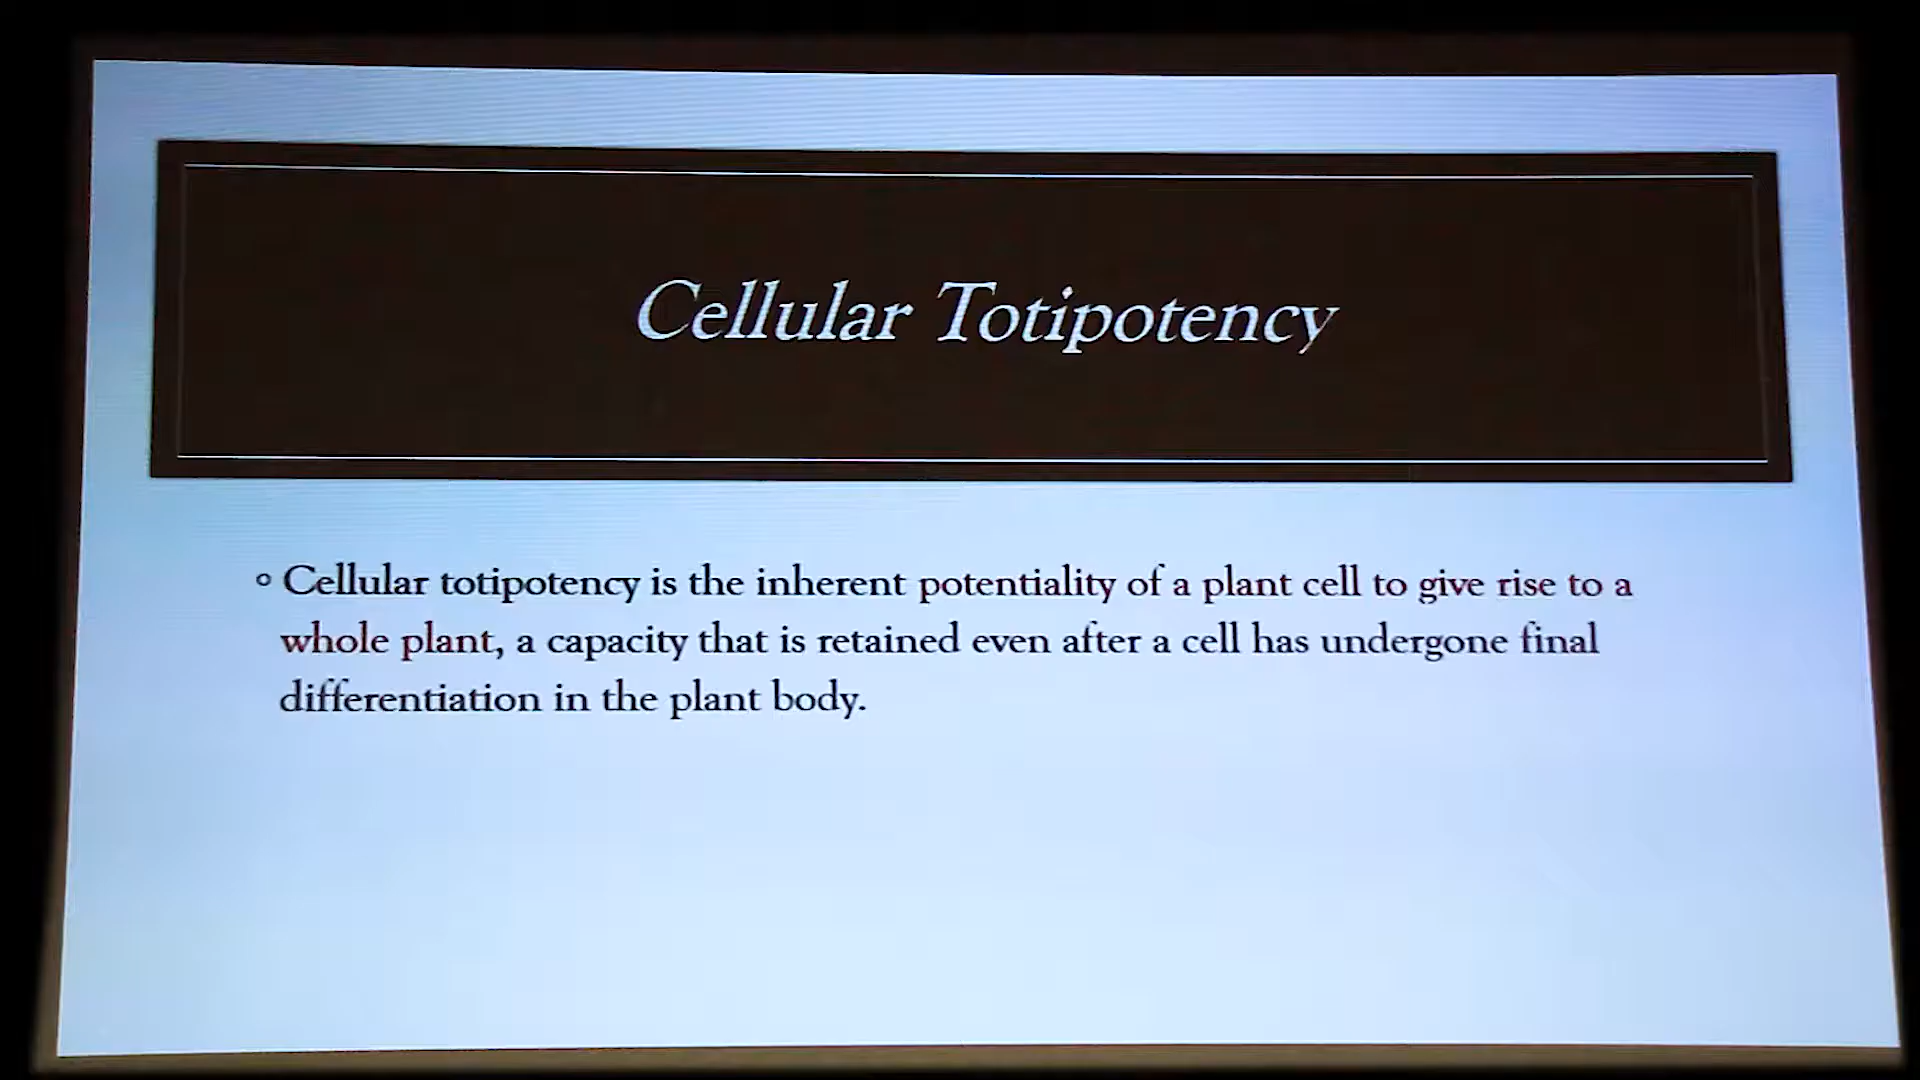 Cellular Totipotency
° Cellular totipotency is the inherent potentiality of a plant cell to give rise to a
whole plant, a capacity that is retained even after a cell has undergone final
differentiation in the plant body.